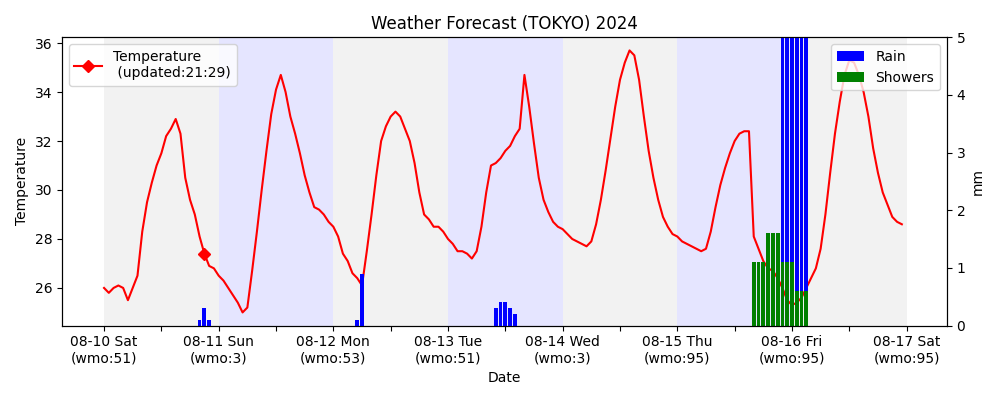 Weather Forecast (TOKYO) 2024
Temperature
(updated:21:29)
Rain
Showers
36
34
32
30
28
26
Temperature
5
4
3
2
1
0
mm
08-10 Sat
(wmo:51)
08-11 Sun
(wmo:3)
08-12 Mon
(wmo:53)
08-13 Tue
(wmo:51)
08-14 Wed
(wmo:3)
08-15 Thu
(wmo:95)
08-16 Fri
(wmo:95)
08-17 Sat
(wmo:95)
Date